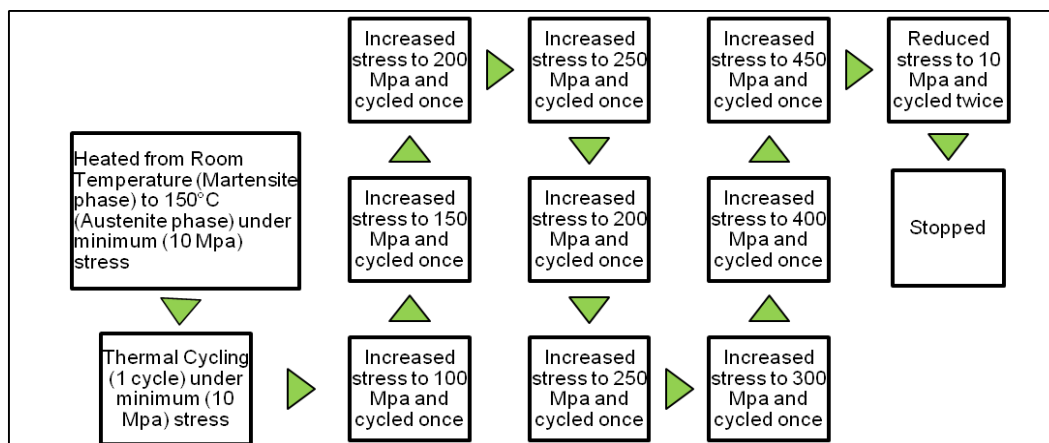 Heated from Room
Temperature (Martensite
phase) to 150°C
(Austenite phase) under
minimum (10 Mpa)
stress
Thermal Cycling
(1 cycle) under
minimum (10
Mpa) stress
Increased
stress to 100
Mpa and
cycled once
Increased
stress to 150
Mpa and
cycled once
Increased
stress to 200
Mpa and
cycled once
Increased
stress to 250
Mpa and
cycled once
Increased
stress to 200
Mpa and
cycled once
Increased
stress to 250
Mpa and
cycled once
Increased
stress to 300
Mpa and
cycled once
Increased
stress to 400
Mpa and
cycled once
Increased
stress to 450
Mpa and
cycled once
Reduced
stress to 10
Mpa and
cycled twice
Stopped